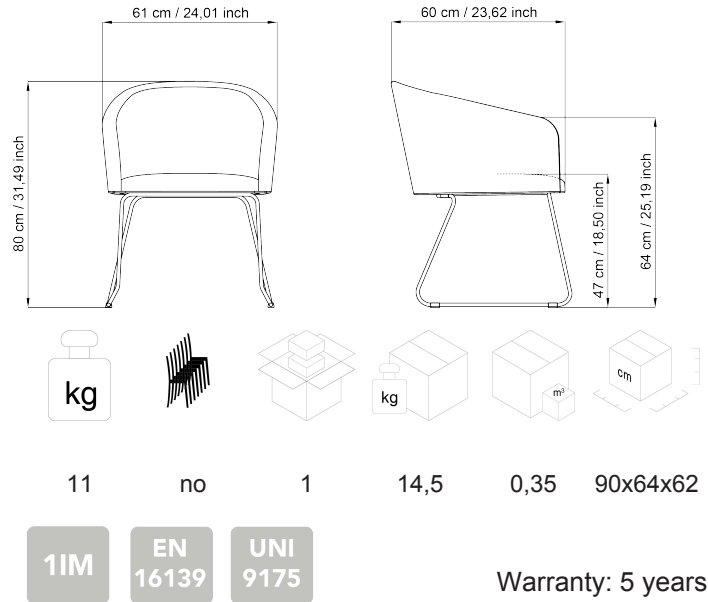 61 cm / 24,01 inch
60 cm / 23,62 inch
80 cm / 31,49 inch
47 cm / 18,50 inch
64 cm / 25,19 inch
kg
kg
m³
cm
11 no 1 14,5 0,35 90x64x62
1IM
EN
16139
UNI
9175
Warranty: 5 years